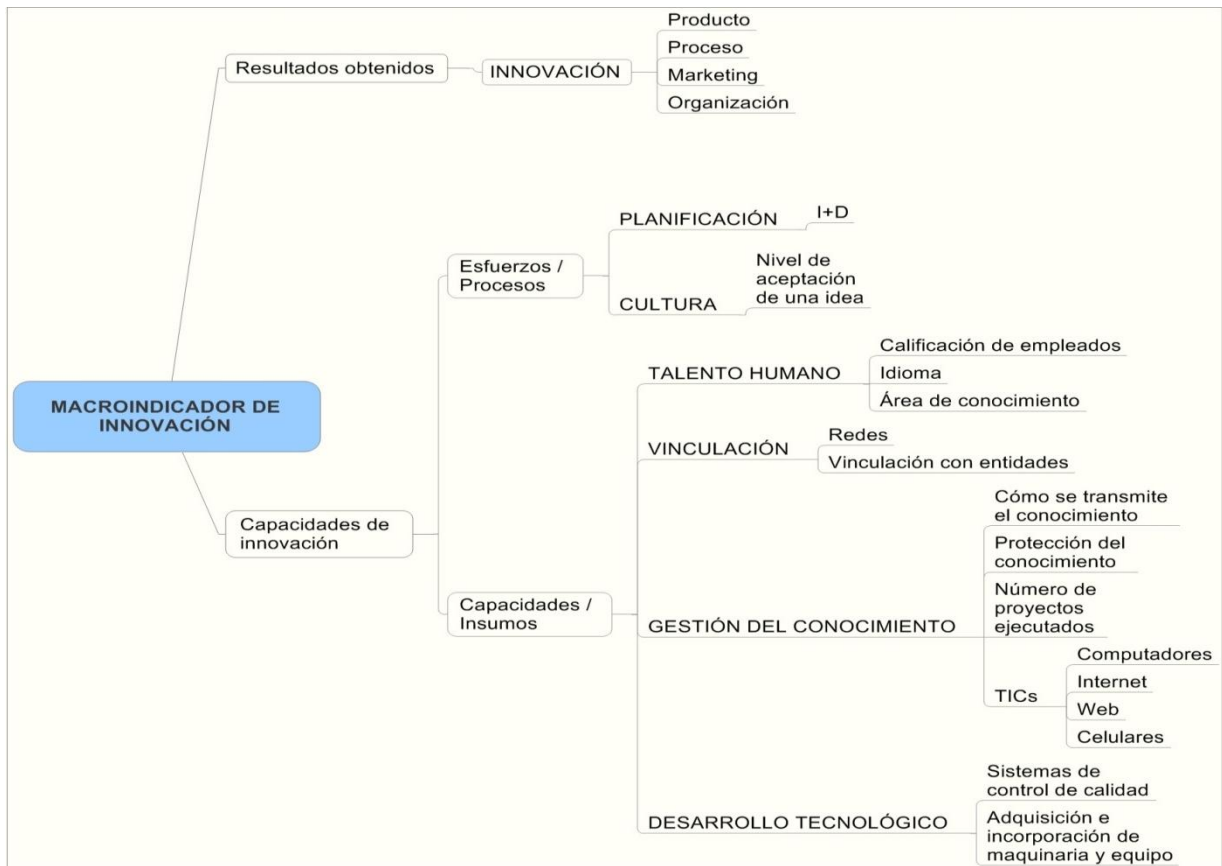 Producto
Proceso
Marketing
Organización
Resultados obtenidos
INNOVACIÓN
PLANIFICACIÓN
I+D
Esfuerzos /
Procesos
CULTURA
Nivel de
aceptación
de una idea
MACROINDICADOR DE
INNOVACIÓN
Capacidades de
innovación
Capacidades /
Insumos
TALENTO HUMANO
Calificación de empleados
Idioma
Área de conocimiento
VINCULACIÓN
Redes
Vinculación con entidades
GESTIÓN DEL CONOCIMIENTO
Cómo se transmite
el conocimiento
Protección del
conocimiento
Número de
proyectos
ejecutados
TICs
Computadores
Internet
Web
Celulares
DESARROLLO TECNOLÓGICO
Sistemas de
control de calidad
Adquisición e
incorporación de
maquinaria y equipo